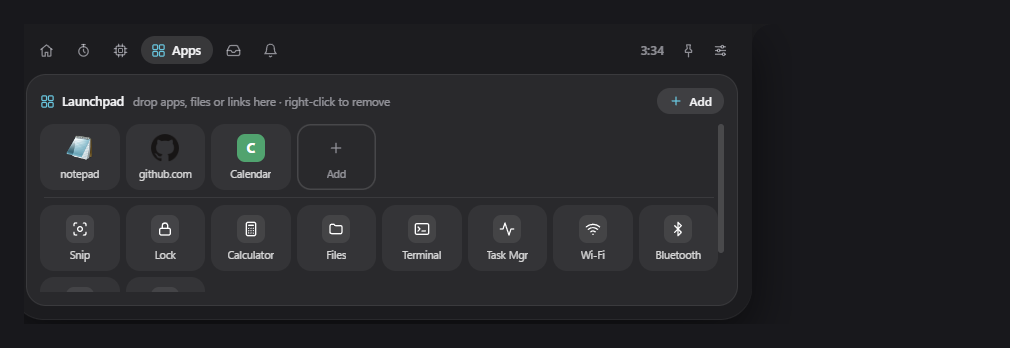 Apps 3:34
Launchpad drop apps, files or links here · right-click to remove + Add
notepad github.com C Calendar + Add
Snip Lock Calculator Files Terminal Task Mgr Wi-Fi Bluetooth